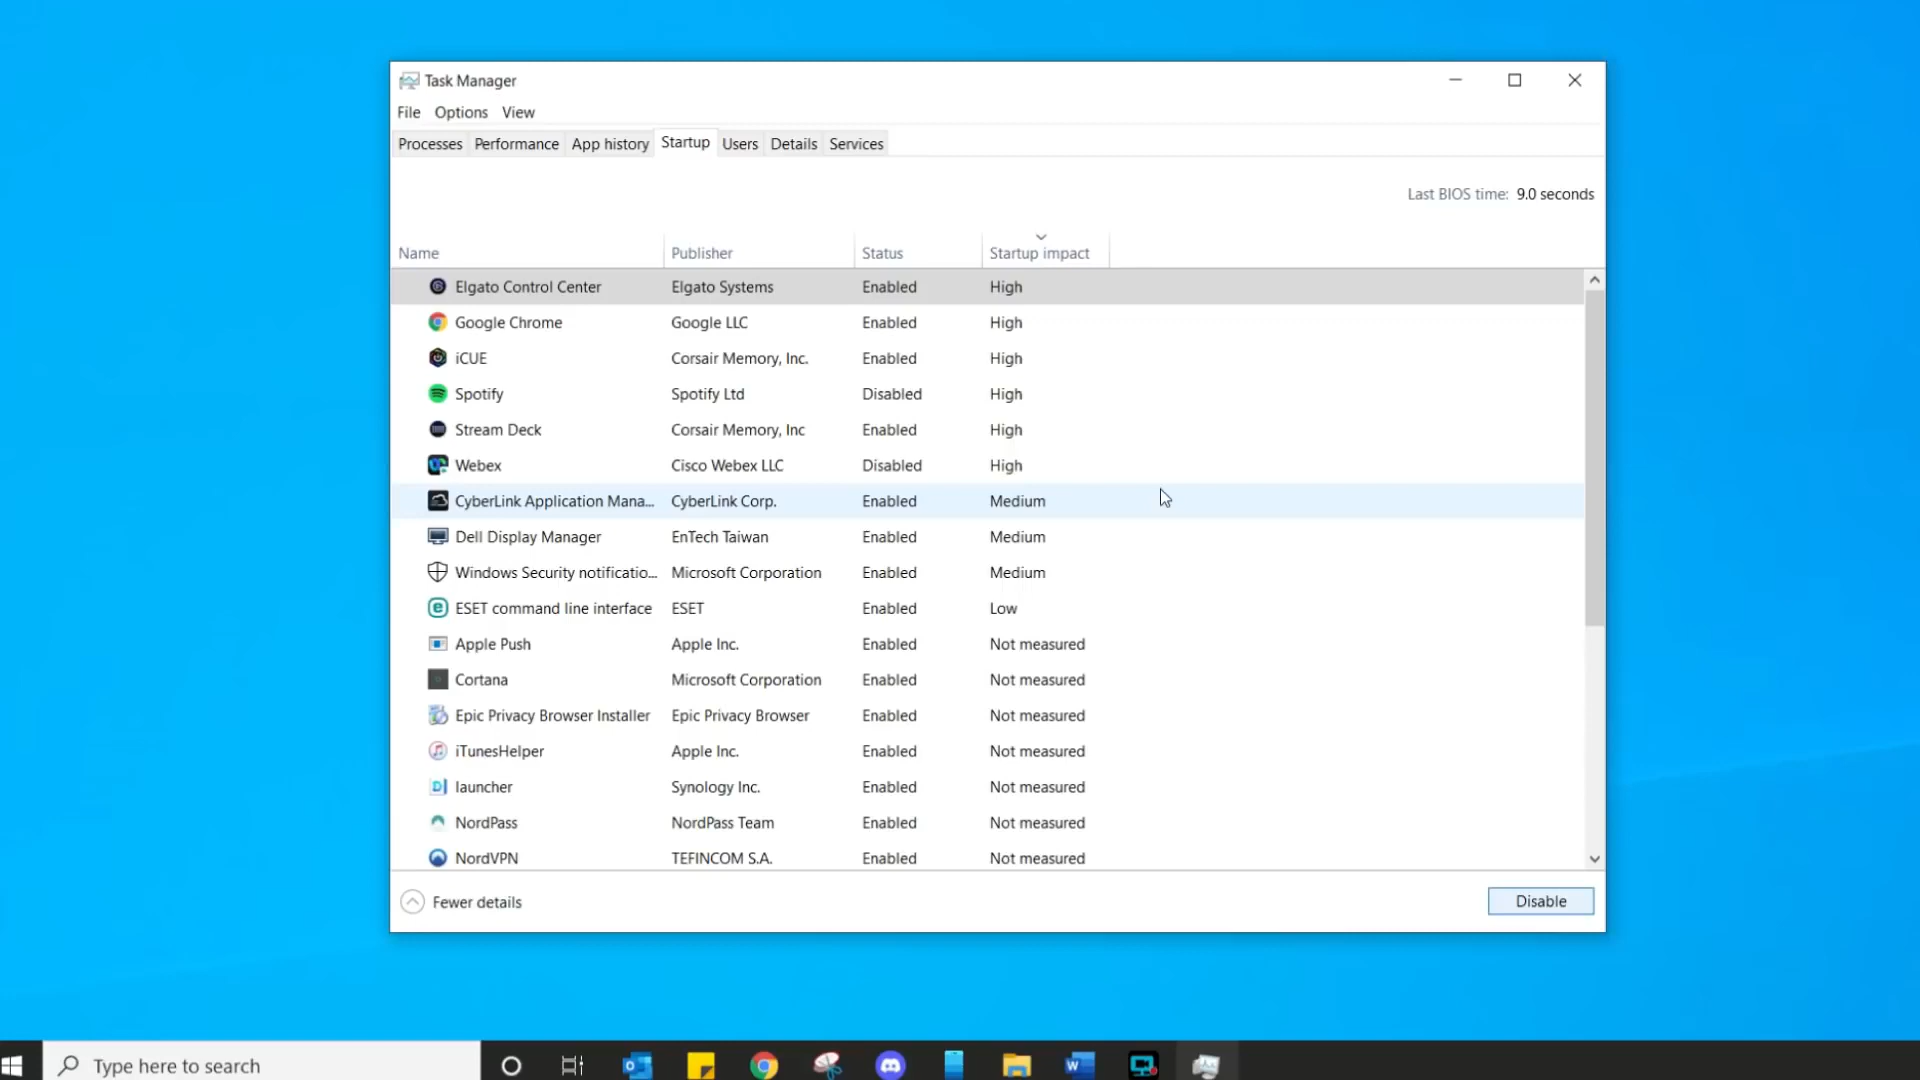 Task Manager
File Options View
Processes Performance App history Startup Users Details Services
Last BIOS time: 9.0 seconds
Name Publisher Status Startup impact
Elgato Control Center Elgato Systems Enabled High
Google Chrome Google LLC Enabled High
iCUE Corsair Memory, Inc. Enabled High
Spotify Spotify Ltd Disabled High
Stream Deck Corsair Memory, Inc Enabled High
Webex Cisco Webex LLC Disabled High
CyberLink Application Mana... CyberLink Corp. Enabled Medium
Dell Display Manager EnTech Taiwan Enabled Medium
Windows Security notificatio... Microsoft Corporation Enabled Medium
ESET command line interface ESET Enabled Low
Apple Push Apple Inc. Enabled Not measured
Cortana Microsoft Corporation Enabled Not measured
Epic Privacy Browser Installer Epic Privacy Browser Enabled Not measured
iTunesHelper Apple Inc. Enabled Not measured
launcher Synology Inc. Enabled Not measured
NordPass NordPass Team Enabled Not measured
NordVPN TEFINCOM S.A. Enabled Not measured
Fewer details Disable
Type here to search